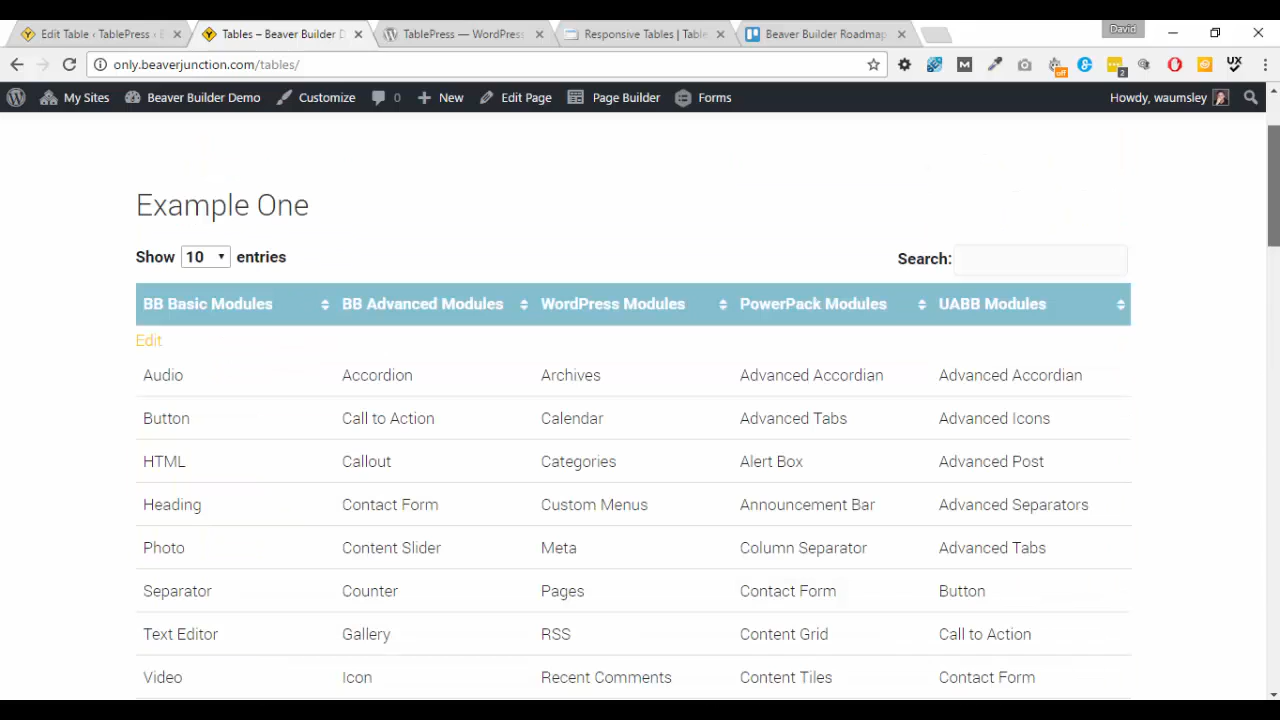 Edit Table ‹ TablePress ‹ Tables – Beaver Builder D TablePress — WordPress Responsive Tables | Table Beaver Builder Roadmap David
only.beaverjunction.com/tables/
My Sites Beaver Builder Demo Customize 0 New Edit Page Page Builder Forms Howdy, waumsley
Example One
Show 10 entries Search:
BB Basic Modules BB Advanced Modules WordPress Modules PowerPack Modules UABB Modules
Edit
Audio Accordion Archives Advanced Accordian Advanced Accordian
Button Call to Action Calendar Advanced Tabs Advanced Icons
HTML Callout Categories Alert Box Advanced Post
Heading Contact Form Custom Menus Announcement Bar Advanced Separators
Photo Content Slider Meta Column Separator Advanced Tabs
Separator Counter Pages Contact Form Button
Text Editor Gallery RSS Content Grid Call to Action
Video Icon Recent Comments Content Tiles Contact Form